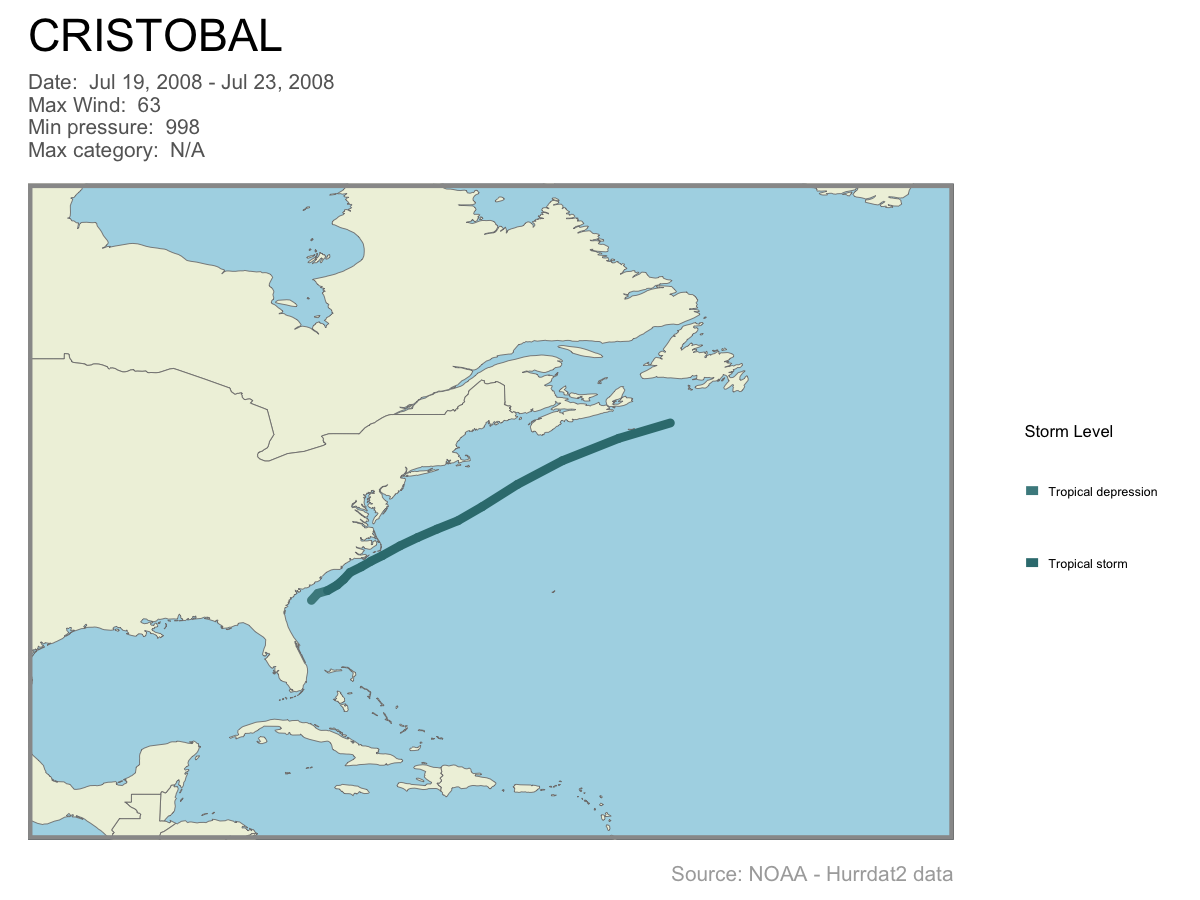 CRISTOBAL
Date:  Jul 19, 2008 - Jul 23, 2008
Max Wind:  63
Min pressure:  998
Max category:  N/A
Storm Level
Tropical depression
Tropical storm
Source: NOAA - Hurrdat2 data